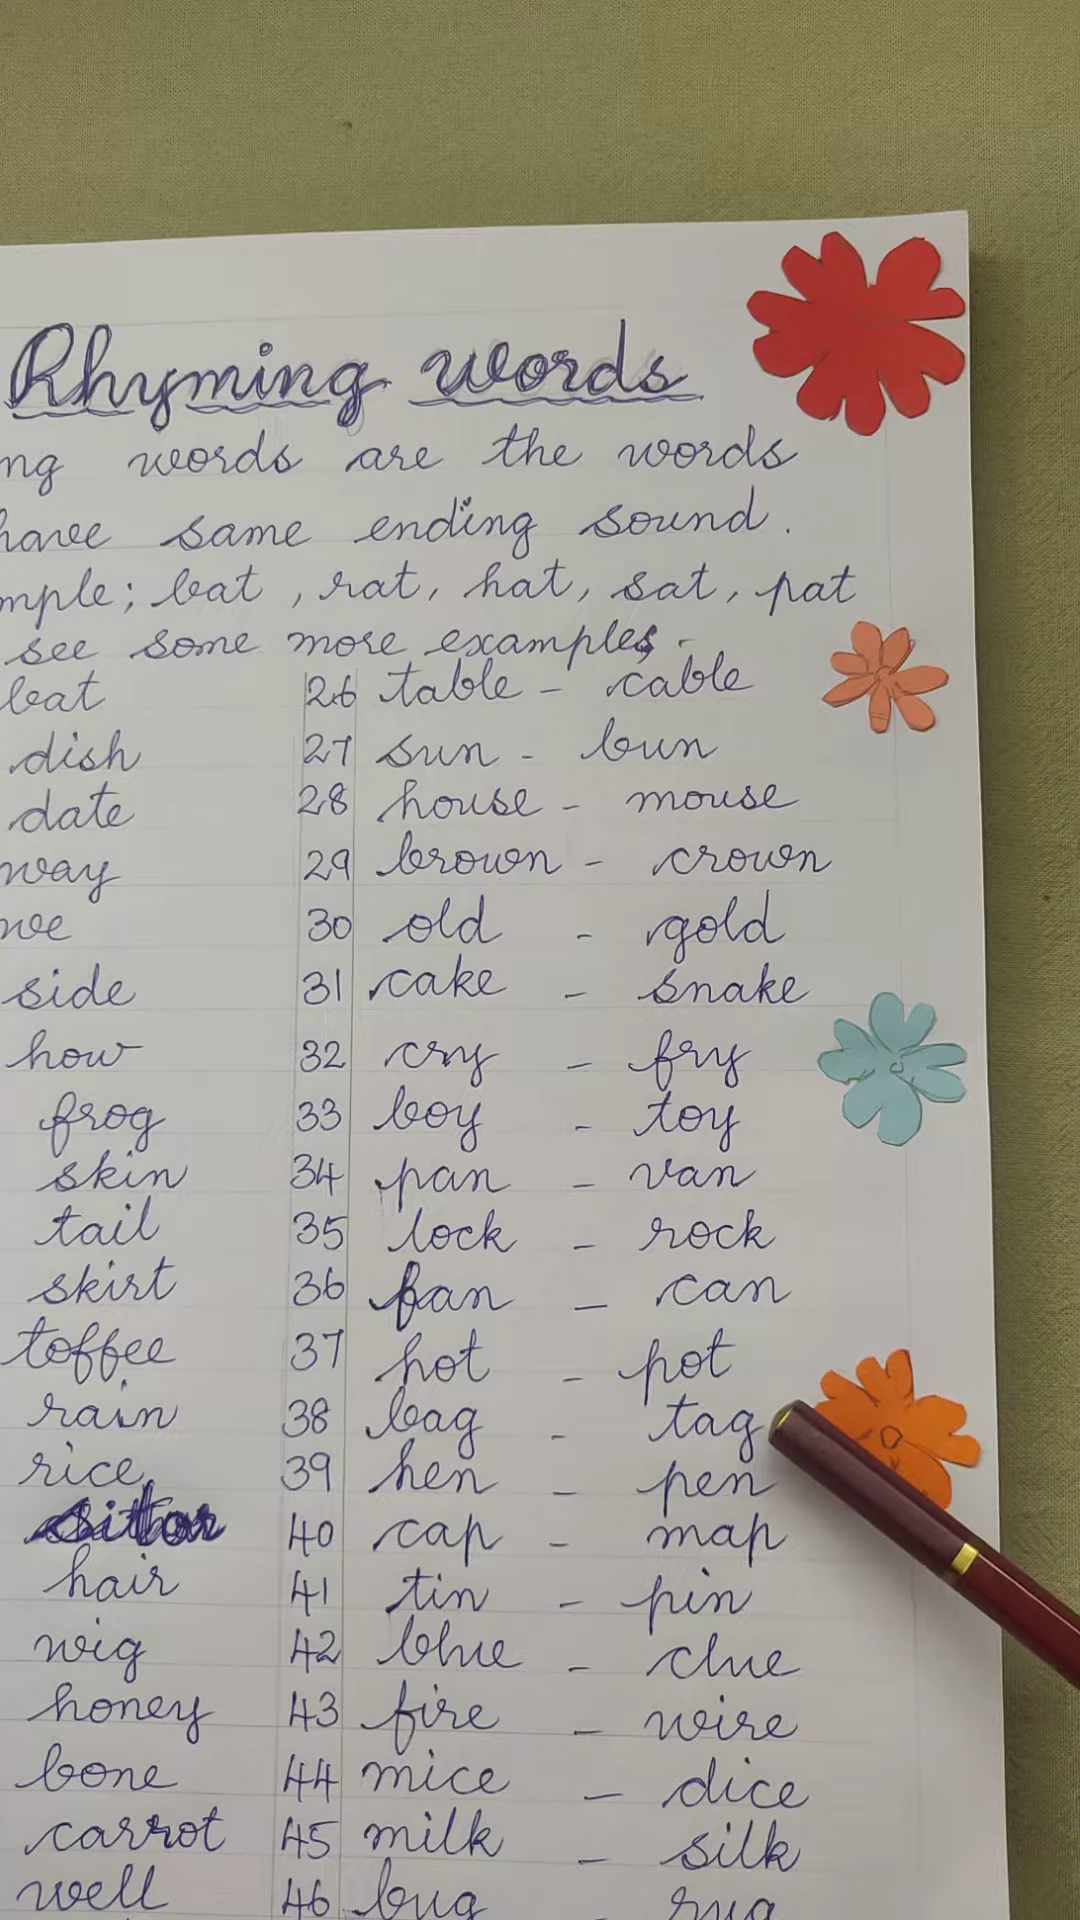 Rhyming words
ng words are the words
have same ending sound.
mple; bat, rat, hat, sat, pat
see some more examples -
bat 26 table - cable
dish 27 sun - bun
date 28 house - mouse
way 29 brown - crown
we 30 old - gold
side 31 cake - snake
how 32 cry - fry
frog 33 boy - toy
skin 34 pan - van
tail 35 lock - rock
skirt 36 fan - can
toffee 37 hot - pot
rain 38 bag - tag
rice 39 hen - pen
40 cap - map
hair 41 tin - pin
wig 42 blue - clue
honey 43 fire - wire
bone 44 mice - dice
carrot 45 milk - silk
well 46 bug - rug